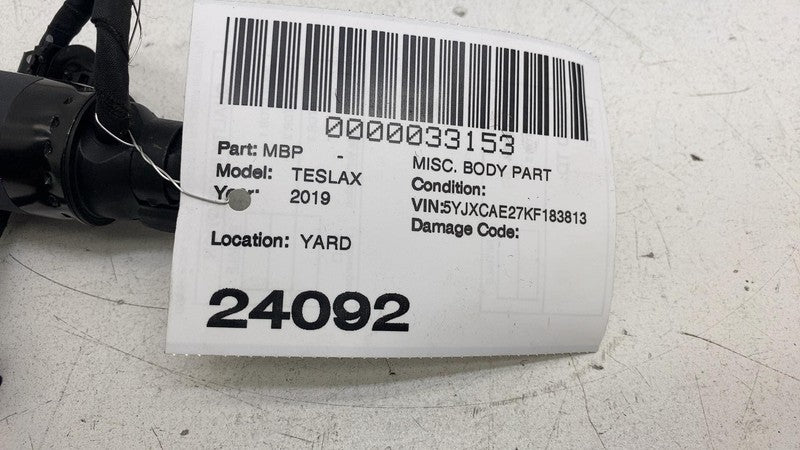 0000033153
Part: MBP - MISC. BODY PART
Model: TESLAX Condition:
Year: 2019 VIN:5YJXCAE27KF183813
Damage Code:
Location: YARD
24092